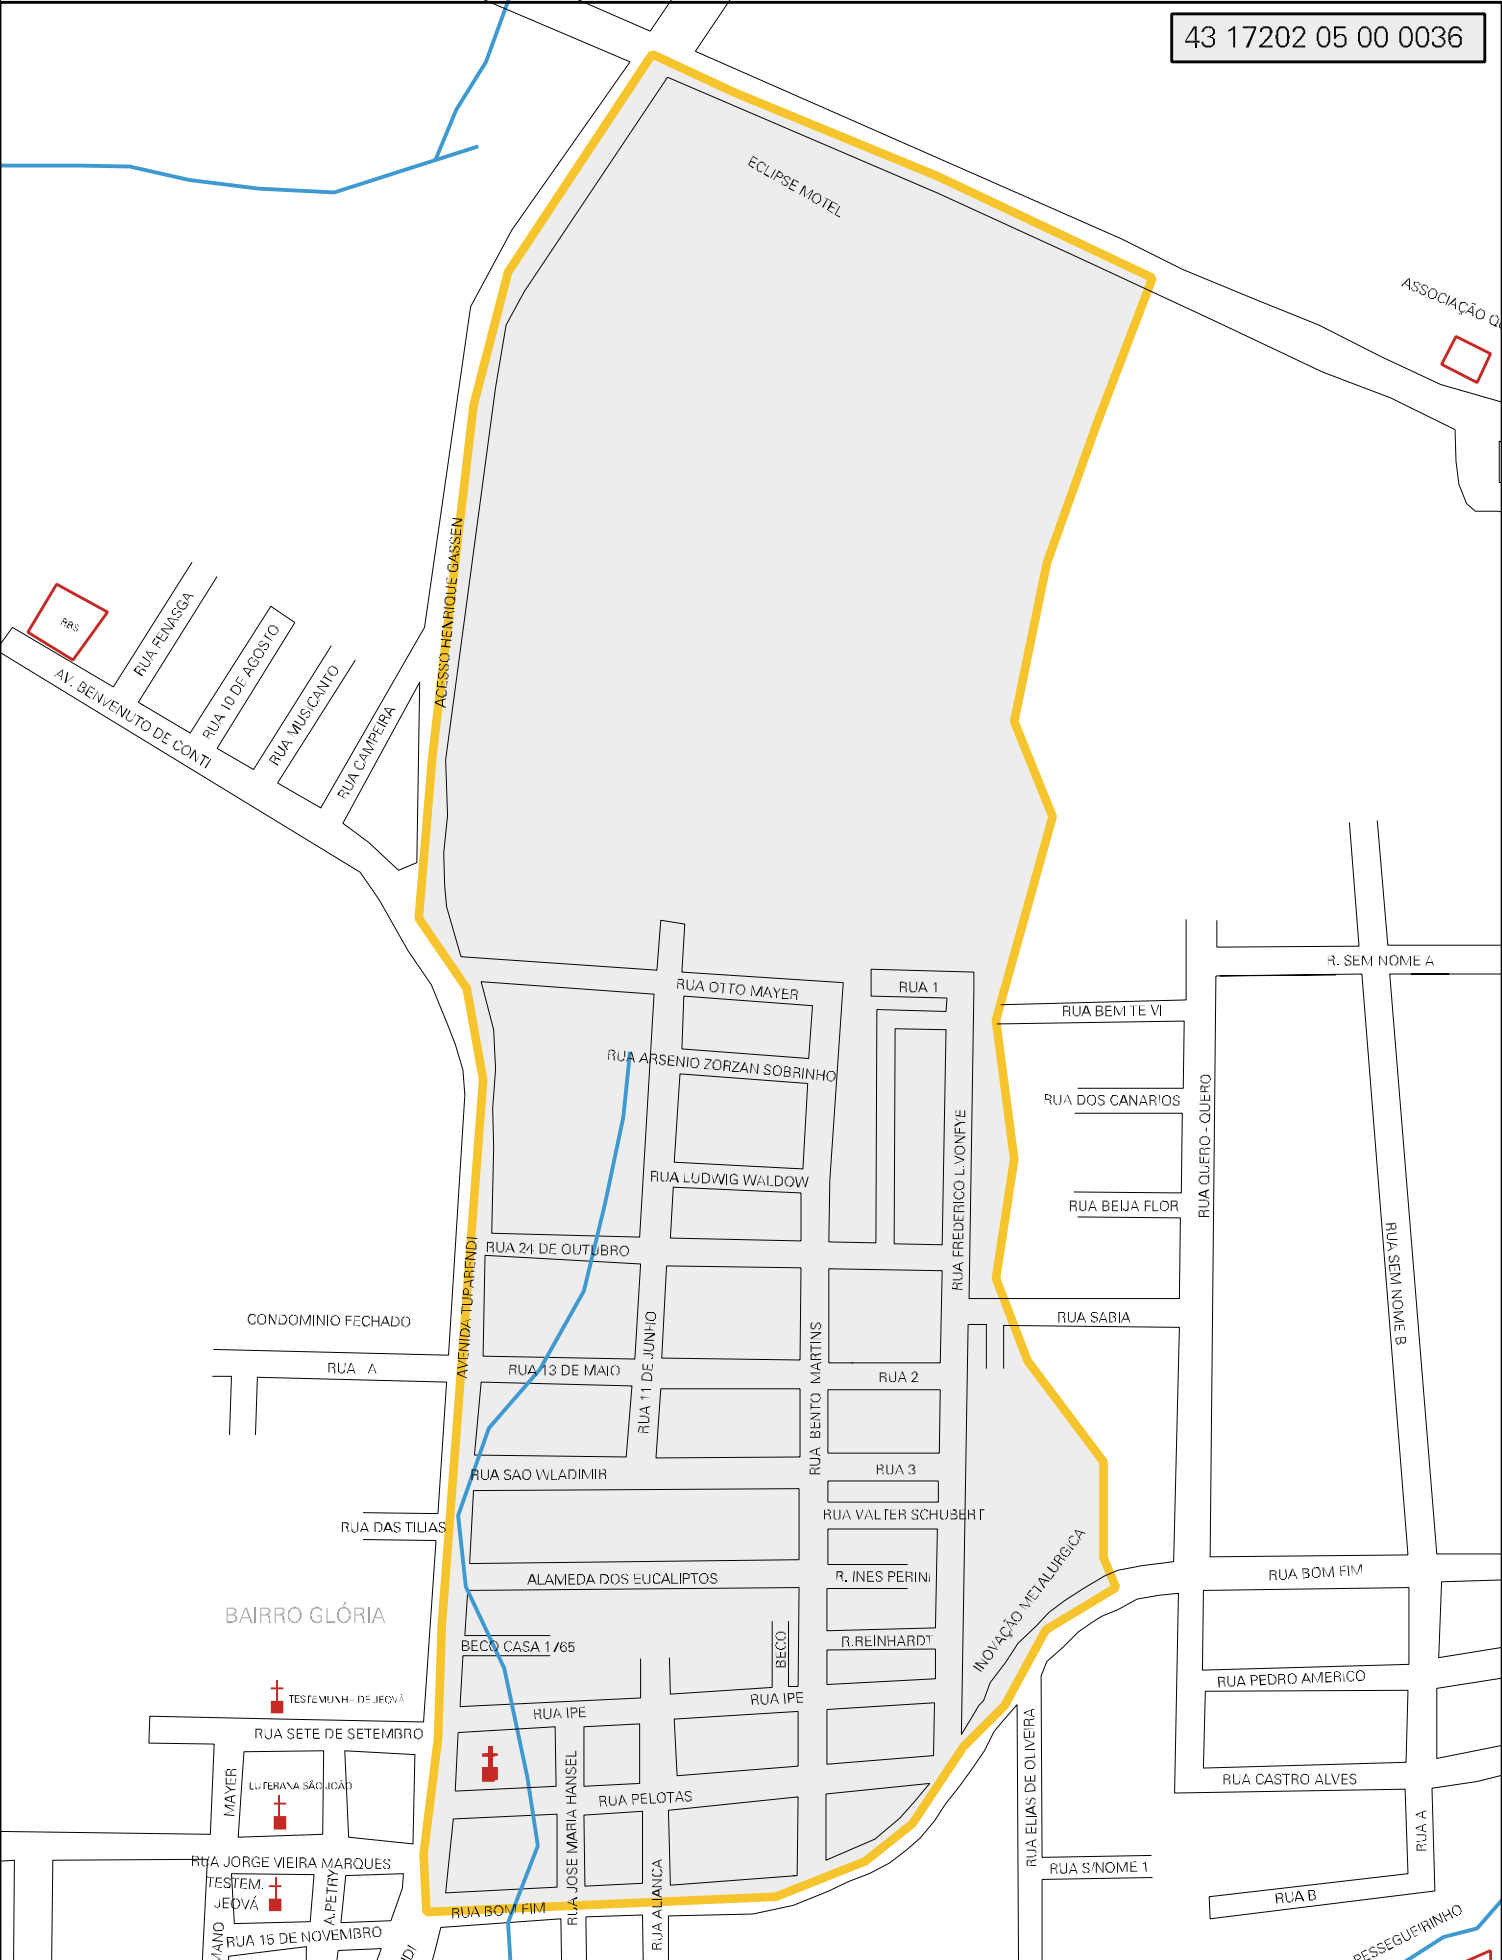 43 17202 05 00 0036
ECLIPSE MOTEL
ASSOCIAÇÃO
ACESSO HENRIQUE GASSEN
RBS
RUA FENASGA
RUA 10 DE AGOSTO
RUA MUSICANTO
RUA CAMPEIRA
AV. BENVENUTO DE CONTI
R. SEM NOME A
RUA OTTO MAYER
RUA 1
RUA BEM TE VI
RUA ARSENIO ZORZAN SOBRINHO
RUA DOS CANARIOS
RUA QUERO - QUERO
RUA FREDERICO L.VONFYE
RUA LUDWIG WALDOW
RUA BEIJA FLOR
RUA 24 DE OUTUBRO
AVENIDA TUPARENDI
RUA SEM NOME B
CONDOMINIO FECHADO
RUA SABIA
RUA A
RUA 13 DE MAIO
RUA 11 DE JUNHO
RUA BENTO MARTINS
RUA 2
RUA SAO WLADIMIR
RUA 3
RUA VALTER SCHUBERT
RUA DAS TILIAS
ALAMEDA DOS EUCALIPTOS
R. INES PERINI
INOVAÇÃO METALURGICA
RUA BOM FIM
BAIRRO GLÓRIA
BECO CASA 1765
BECO
R.REINHARDT
RUA PEDRO AMERICO
TESTEMUNHA DE JEOVÁ
RUA IPE
RUA IPE
RUA SETE DE SETEMBRO
RUA ELIAS DE OLIVEIRA
MAYER
LUTERANA SÃO JOÃO
RUA JOSE MARIA HANSEL
RUA PELOTAS
RUA CASTRO ALVES
RUA A
RUA JORGE VIEIRA MARQUES
RUA ALIANCA
RUA S/NOME 1
TESTEM.
JEOVÁ
A.PETRY
RUA B
RUA BOM FIM
RUA 15 DE NOVEMBRO
PESSEGUEIRINHO